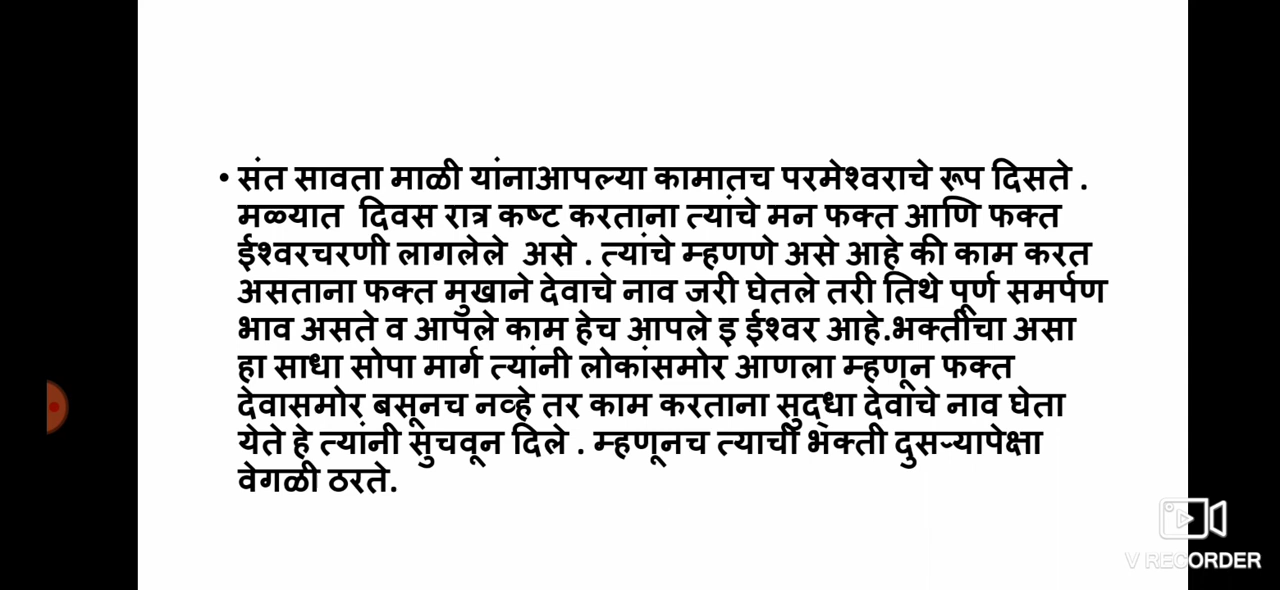 • संत सावता माळी यांनाआपल्या कामातच परमेश्वराचे रूप दिसते .
मळ्यात दिवस रात्र कष्ट करताना त्यांचे मन फक्त आणि फक्त
ईश्वरचरणी लागलेले असे . त्यांचे म्हणणे असे आहे की काम करत
असताना फक्त मुखाने देवाचे नाव जरी घेतले तरी तिथे पूर्ण समर्पण
भाव असते व आपले काम हेच आपले इ ईश्वर आहे.भक्तीचा असा
हा साधा सोपा मार्ग त्यांनी लोकांसमोर आणला म्हणून फक्त
देवासमोर बसूनच नव्हे तर काम करताना सुद्धा देवाचे नाव घेता
येते हे त्यांनी सुचवून दिले . म्हणूनच त्याची भक्ती दुसऱ्यापेक्षा
वेगळी ठरते.
V RECORDER